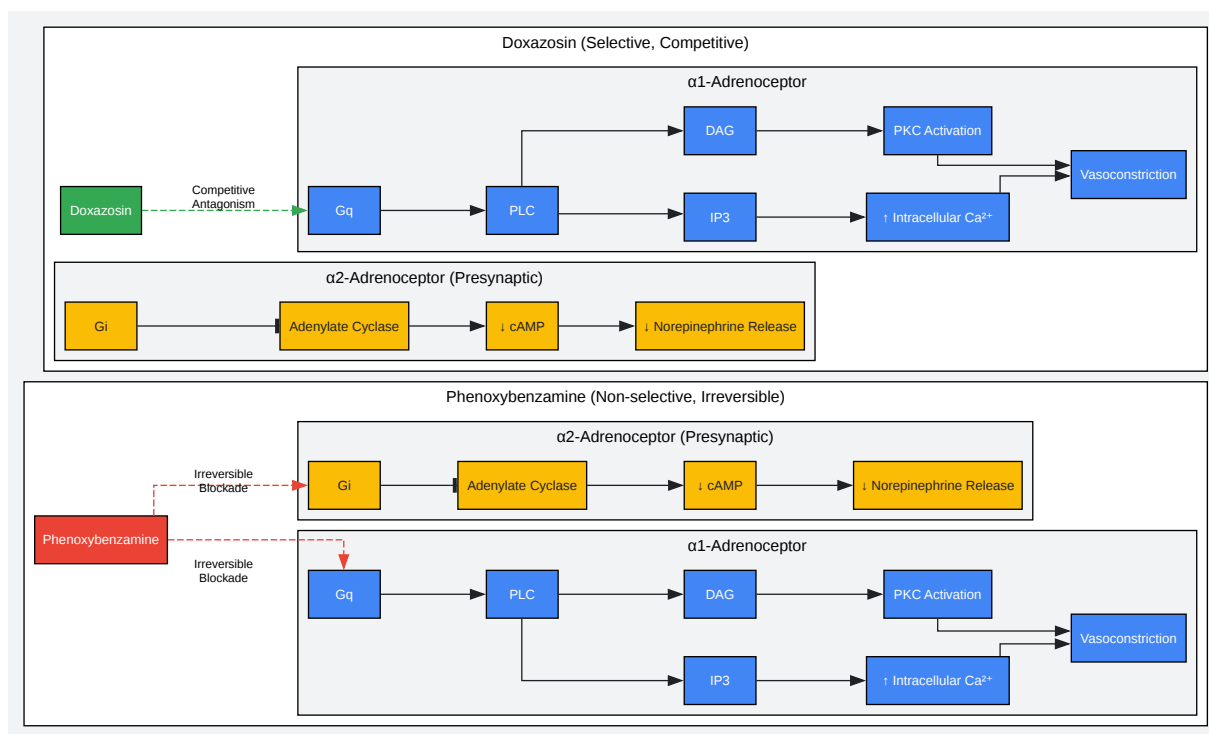 Doxazosin (Selective, Competitive)
α1-Adrenoceptor
DAG
PKC Activation
Vasoconstriction
Doxazosin
Competitive
Antagonism
Gq
PLC
IP3
↑ Intracellular Ca²⁺
α2-Adrenoceptor (Presynaptic)
Gi
Adenylate Cyclase
↓ cAMP
↓ Norepinephrine Release
Phenoxybenzamine (Non-selective, Irreversible)
α2-Adrenoceptor (Presynaptic)
Irreversible
Blockade
Gi
Adenylate Cyclase
↓ cAMP
↓ Norepinephrine Release
Phenoxybenzamine
Irreversible
Blockade
α1-Adrenoceptor
Gq
PLC
DAG
PKC Activation
Vasoconstriction
IP3
↑ Intracellular Ca²⁺